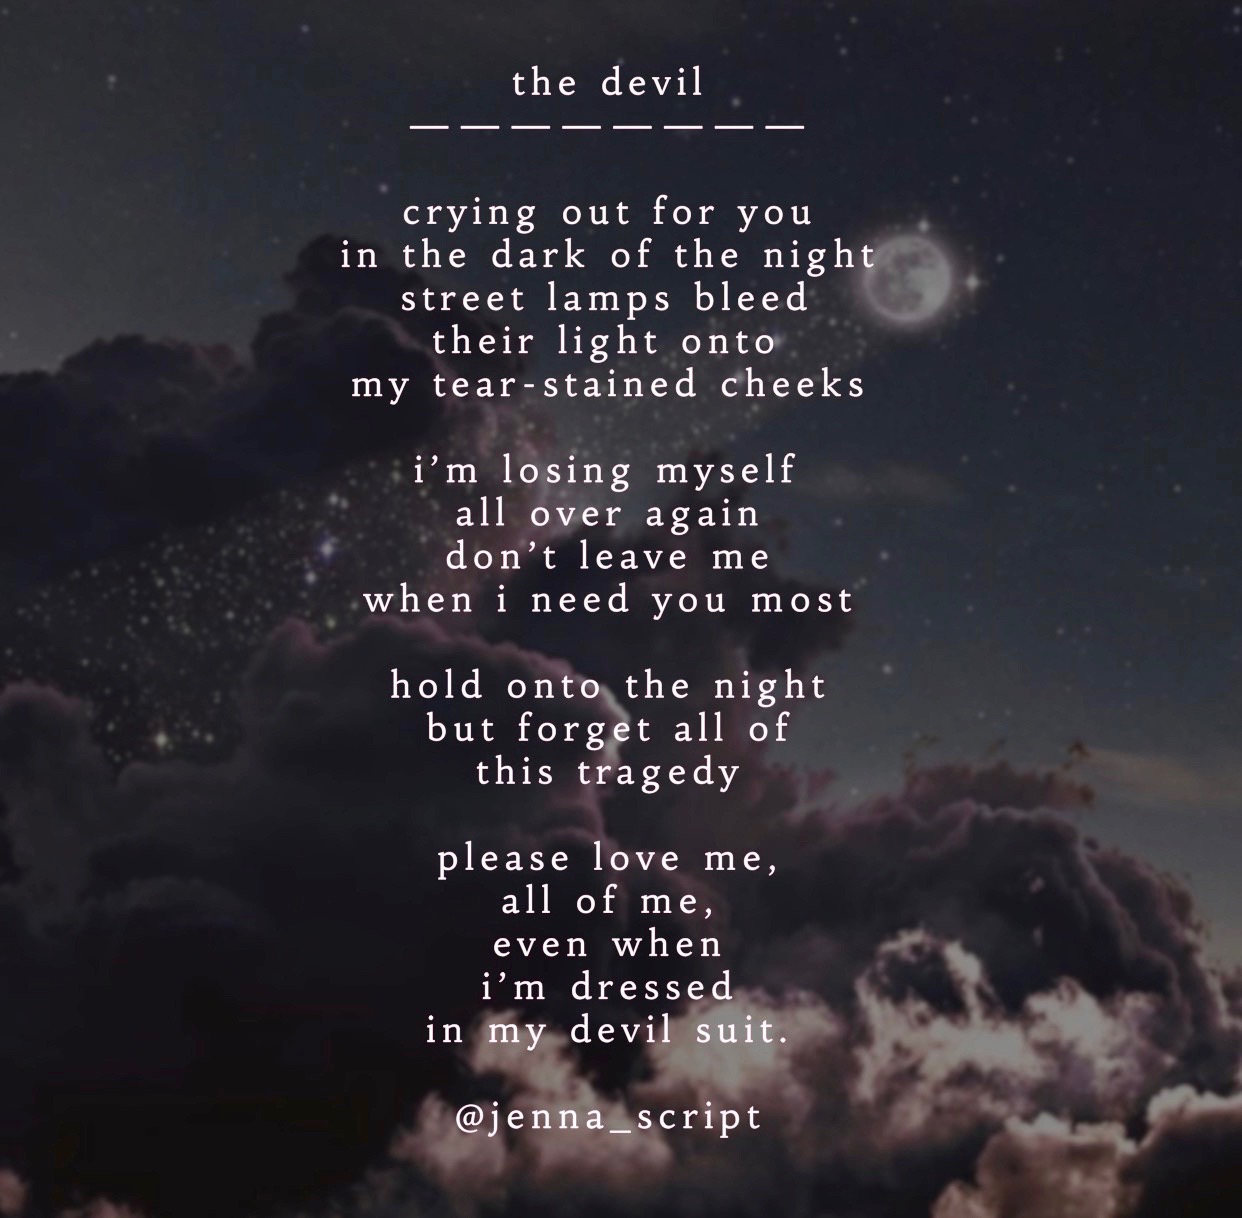 the devil
— — — — — — — —
crying out for you
in the dark of the night
street lamps bleed
their light onto
my tear-stained cheeks
i’m losing myself
all over again
don’t leave me
when i need you most
hold onto the night
but forget all of
this tragedy
please love me,
all of me,
even when
i’m dressed
in my devil suit.
@jenna_script